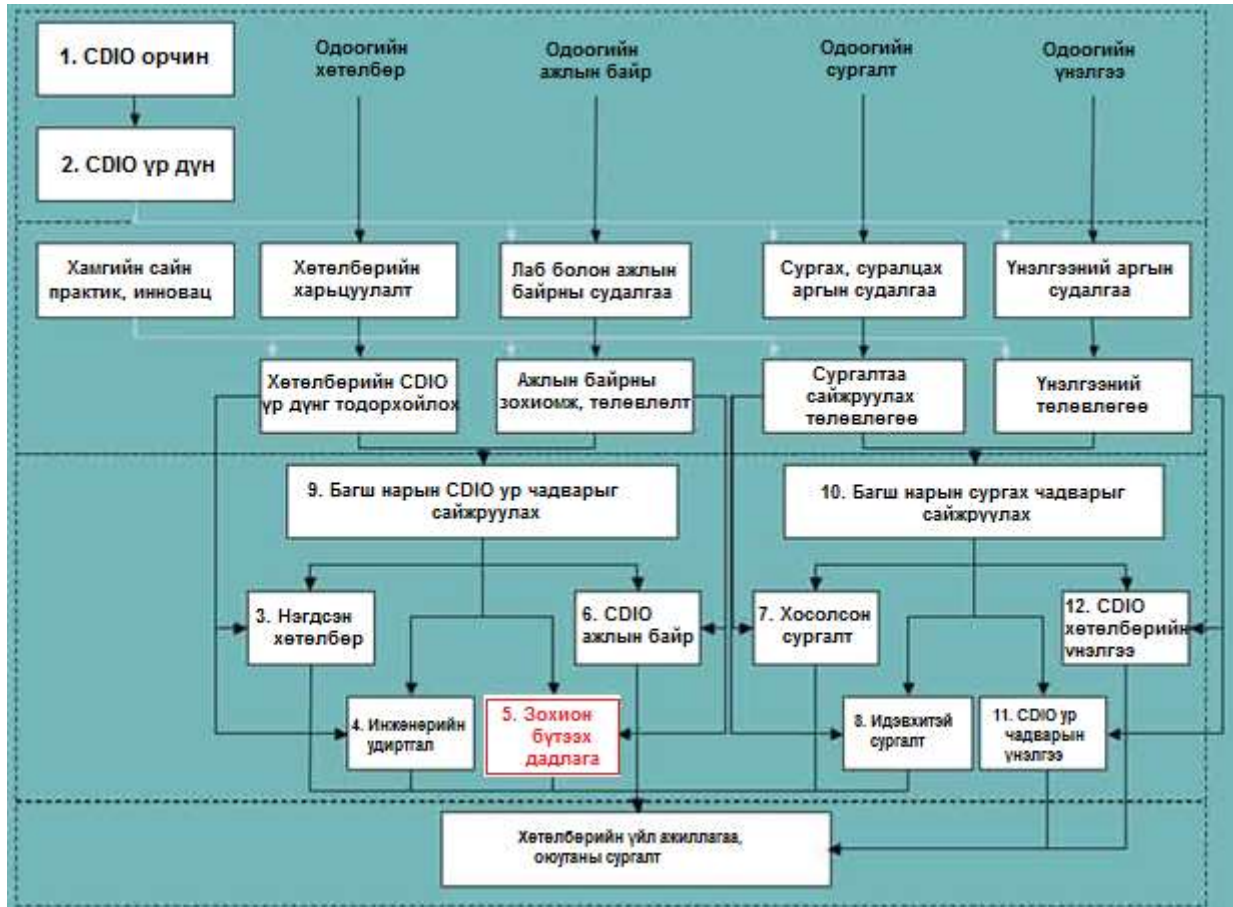 1. CDIO орчин
Одоогийн
хөтөлбөр
Одоогийн
ажлын байр
Одоогийн
сургалт
Одоогийн
үнэлгээ
2. CDIO үр дүн
Хамгийн сайн
практик, инновац
Хөтөлбөрийн
харьцуулалт
Лаб болон ажлын
байрны судалгаа
Сургах, суралцах
аргын судалгаа
Үнэлгээний аргын
судалгаа
Хөтөлбөрийн CDIO
үр дүнг тодорхойлох
Ажлын байрны
зохиомж, төлөвлөлт
Сургалтаа
сайжруулах
төлөвлөгөө
Үнэлгээний
төлөвлөгөө
9. Багш нарын CDIO ур чадварыг
сайжруулах
10. Багш нарын сургах чадварыг
сайжруулах
3. Нэгдсэн
хөтөлбөр
6. CDIO
ажлын байр
7. Хосолсон
сургалт
12. CDIO
хөтөлбөрийн
үнэлгээ
4. Инженерийн
удиртгал
5. Зохион
бүтээх
дадлага
8. Идэвхитэй
сургалт
11. CDIO ур
чадварын
үнэлгээ
Хөтөлбөрийн үйл ажиллагаа,
оюутаны сургалт